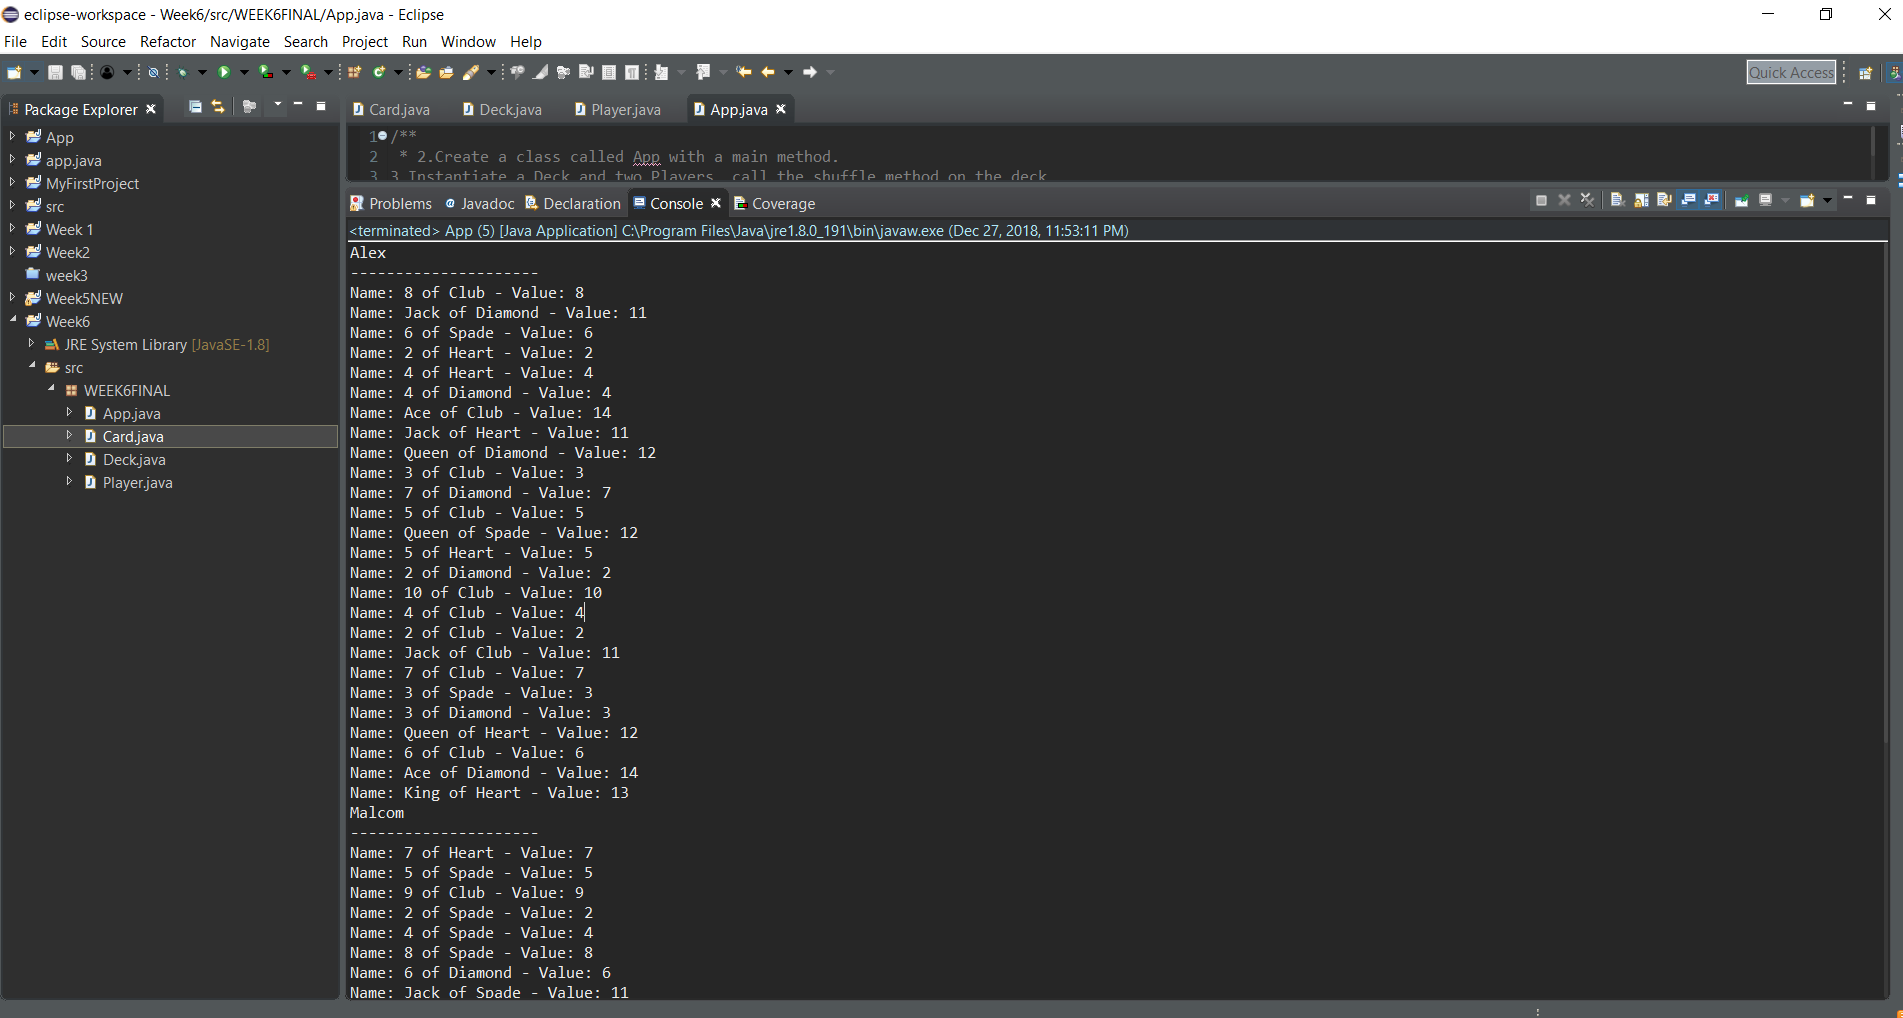 eclipse-workspace - Week6/src/WEEK6FINAL/App.java - Eclipse
File Edit Source Refactor Navigate Search Project Run Window Help
Quick Access
Package Explorer
App
app.java
MyFirstProject
src
Week 1
Week2
week3
Week5NEW
Week6
JRE System Library [JavaSE-1.8]
src
WEEK6FINAL
App.java
Card.java
Deck.java
Player.java
Card.java Deck.java Player.java App.java
1 /**
2 * 2.Create a class called App with a main method.
3 3 Instantiate a Deck and two Players call the shuffle method on the deck
Problems Javadoc Declaration Console Coverage
<terminated> App (5) [Java Application] C:\Program Files\Java\jre1.8.0_191\bin\javaw.exe (Dec 27, 2018, 11:53:11 PM)
Alex
---------------------
Name: 8 of Club - Value: 8
Name: Jack of Diamond - Value: 11
Name: 6 of Spade - Value: 6
Name: 2 of Heart - Value: 2
Name: 4 of Heart - Value: 4
Name: 4 of Diamond - Value: 4
Name: Ace of Club - Value: 14
Name: Jack of Heart - Value: 11
Name: Queen of Diamond - Value: 12
Name: 3 of Club - Value: 3
Name: 7 of Diamond - Value: 7
Name: 5 of Club - Value: 5
Name: Queen of Spade - Value: 12
Name: 5 of Heart - Value: 5
Name: 2 of Diamond - Value: 2
Name: 10 of Club - Value: 10
Name: 4 of Club - Value: 4
Name: 2 of Club - Value: 2
Name: Jack of Club - Value: 11
Name: 7 of Club - Value: 7
Name: 3 of Spade - Value: 3
Name: 3 of Diamond - Value: 3
Name: Queen of Heart - Value: 12
Name: 6 of Club - Value: 6
Name: Ace of Diamond - Value: 14
Name: King of Heart - Value: 13
Malcom
---------------------
Name: 7 of Heart - Value: 7
Name: 5 of Spade - Value: 5
Name: 9 of Club - Value: 9
Name: 2 of Spade - Value: 2
Name: 4 of Spade - Value: 4
Name: 8 of Spade - Value: 8
Name: 6 of Diamond - Value: 6
Name: Jack of Spade - Value: 11